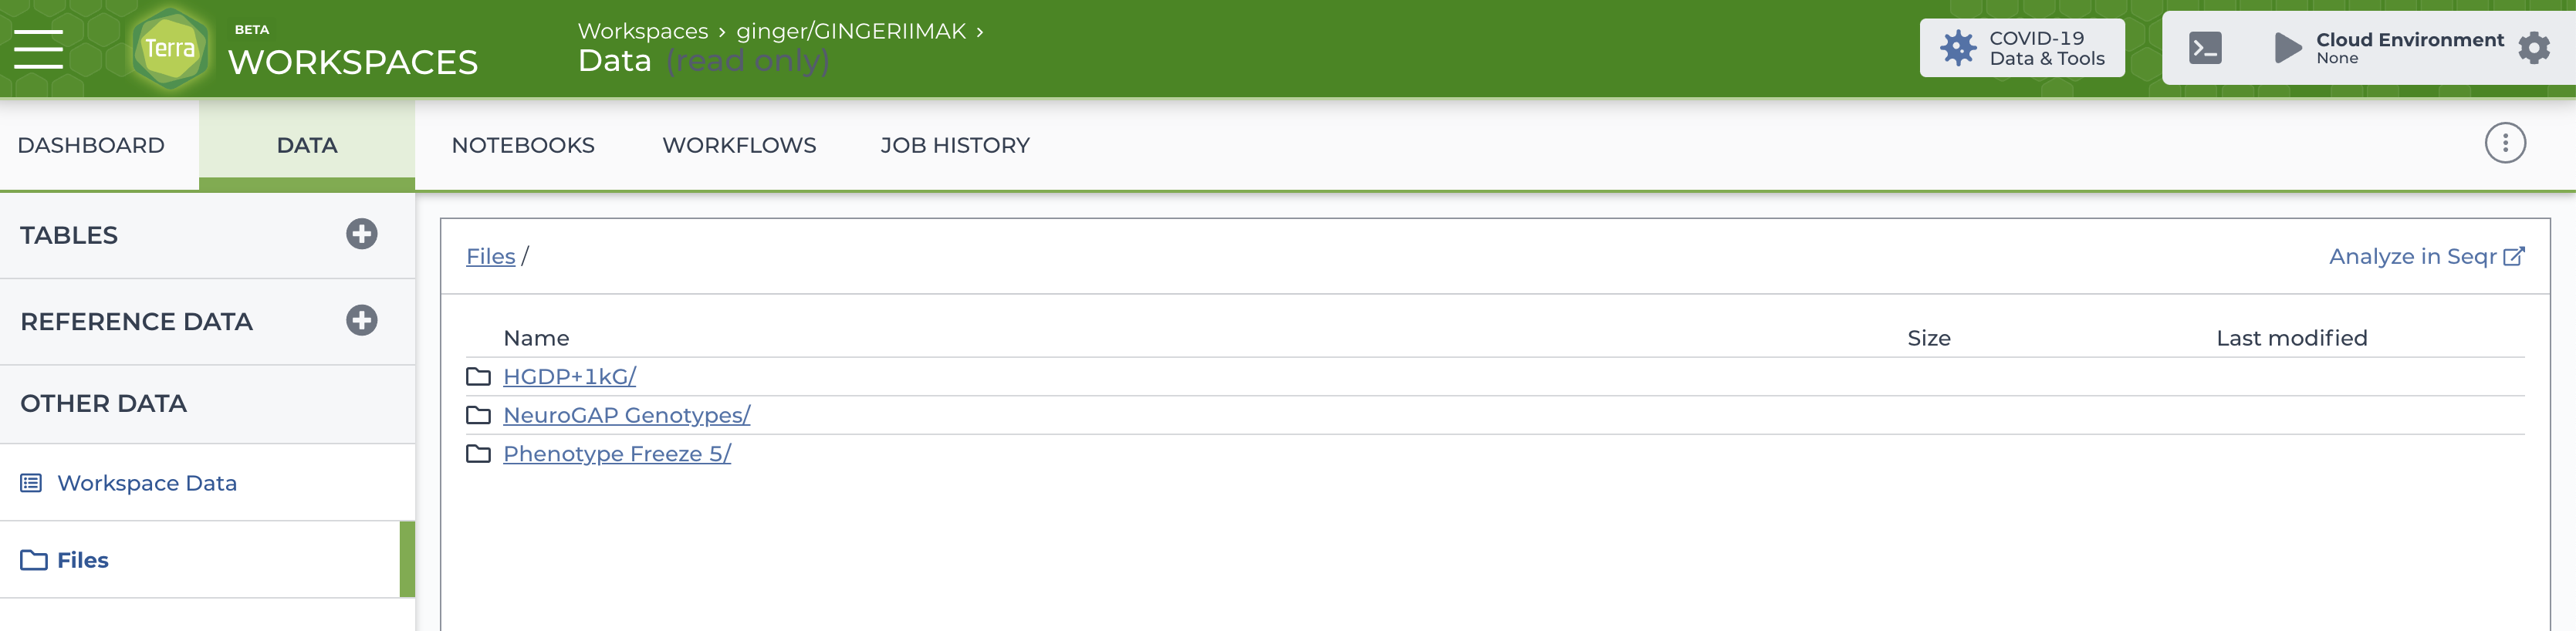 Terra
BETA
WORKSPACES
Workspaces › ginger/GINGERIIMAK ›
Data (read only)
COVID-19
Data & Tools
Cloud Environment
None
DASHBOARD
DATA
NOTEBOOKS
WORKFLOWS
JOB HISTORY
TABLES
REFERENCE DATA
OTHER DATA
Workspace Data
Files
Files /
Analyze in Seqr
Name Size Last modified
HGDP+1kG/
NeuroGAP Genotypes/
Phenotype Freeze 5/